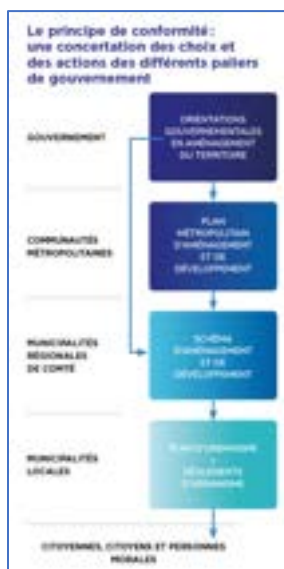 Le principe de conformité :
une concertation des choix et
des actions des différents paliers
de gouvernement
GOUVERNEMENT
ORIENTATIONS
GOUVERNEMENTALES
EN AMÉNAGEMENT
DU TERRITOIRE
COMMUNAUTÉS
MÉTROPOLITAINES
PLAN
MÉTROPOLITAIN
D'AMÉNAGEMENT
ET DE
DÉVELOPPEMENT
MUNICIPALITÉS
RÉGIONALES
DE COMTÉ
SCHÉMA
D'AMÉNAGEMENT
ET DE
DÉVELOPPEMENT
MUNICIPALITÉS
LOCALES
PLAN D'URBANISME
RÈGLEMENTS
D'URBANISME
CITOYENNES, CITOYENS ET PERSONNES
MORALES